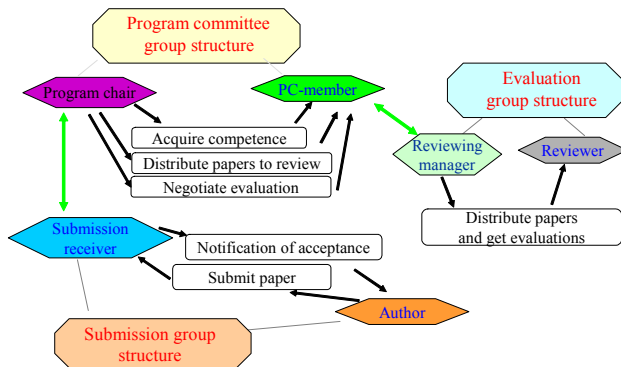 Program committee
group structure
Program chair
PC-member
Evaluation
group structure
Acquire competence
Distribute papers to review
Negotiate evaluation
Reviewing
manager
Reviewer
Distribute papers
and get evaluations
Submission
receiver
Notification of acceptance
Submit paper
Author
Submission group
structure